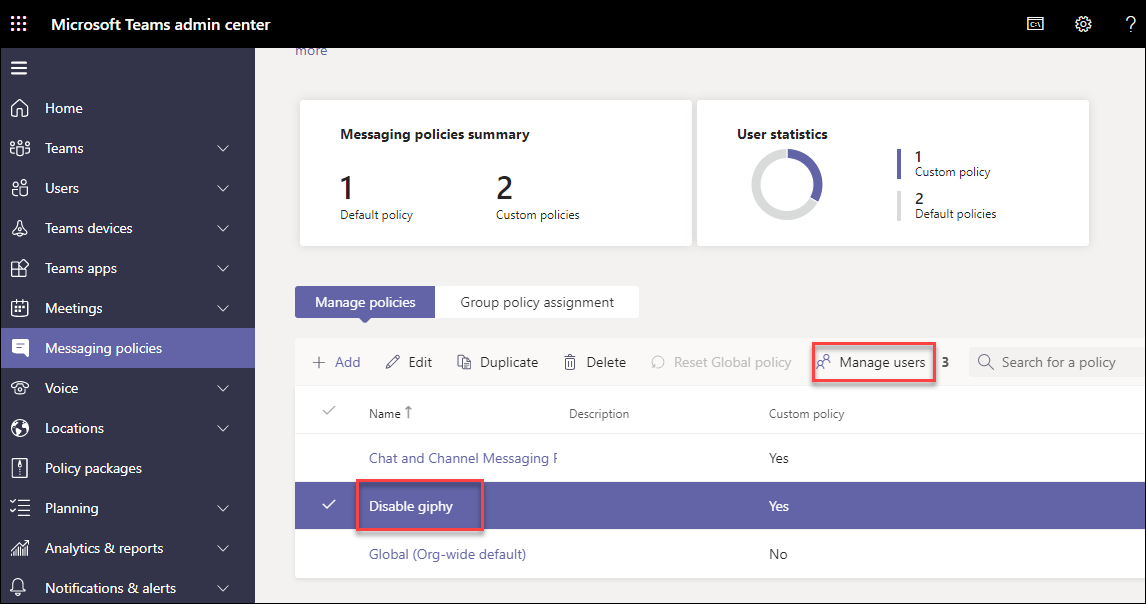 Microsoft Teams admin center
C:\
?
more
Home
Teams
Users
Teams devices
Teams apps
Meetings
Messaging policies
Voice
Locations
Policy packages
Planning
Analytics & reports
Notifications & alerts
Messaging policies summary
1
Default policy
2
Custom policies
User statistics
1
Custom policy
2
Default policies
Manage policies
Group policy assignment
+ Add
Edit
Duplicate
Delete
Reset Global policy
Manage users
3
Search for a policy
Name ↑
Description
Custom policy
Chat and Channel Messaging
Yes
Disable giphy
Yes
Global (Org-wide default)
No